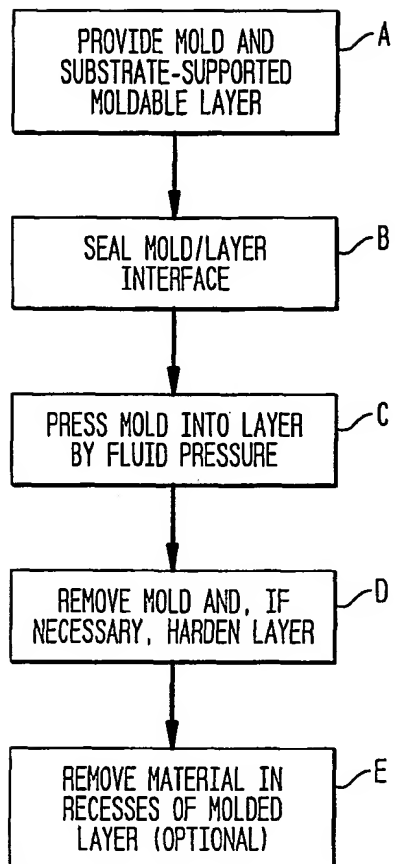 PROVIDE MOLD AND
SUBSTRATE-SUPPORTED
MOLDABLE LAYER
A
SEAL MOLD/LAYER
INTERFACE
B
PRESS MOLD INTO LAYER
BY FLUID PRESSURE
C
REMOVE MOLD AND, IF
NECESSARY, HARDEN LAYER
D
REMOVE MATERIAL IN
RECESSES OF MOLDED
LAYER (OPTIONAL)
E